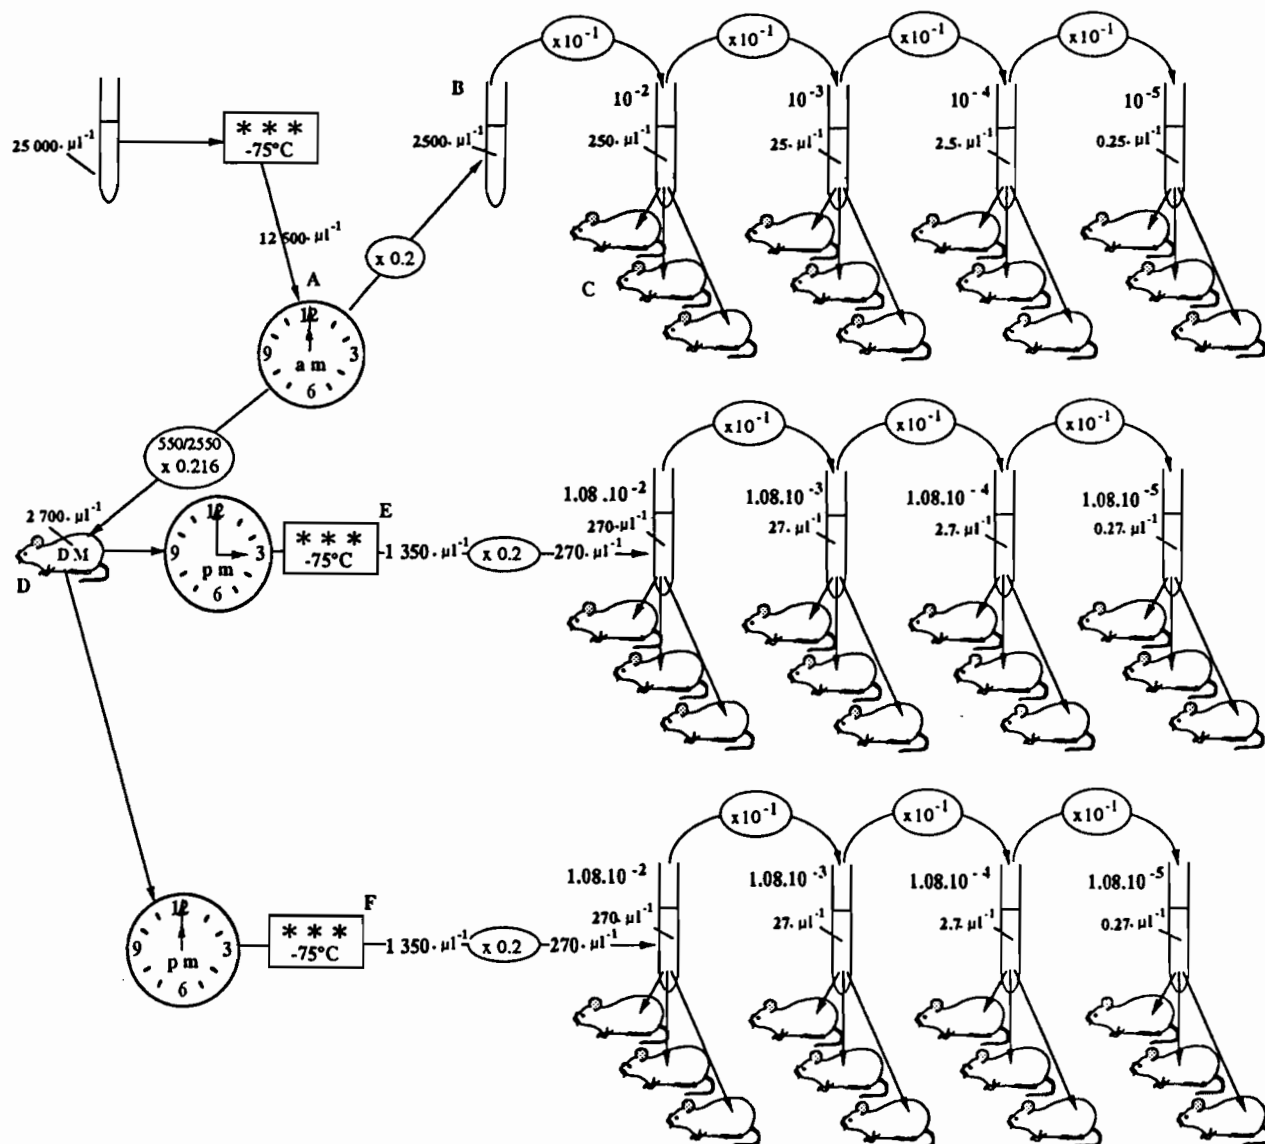 x10⁻¹ x10⁻¹ x10⁻¹ x10⁻¹
B
10⁻² 10⁻³ 10⁻⁴ 10⁻⁵
25 000. µl⁻¹
* * *
-75°C
2500. µl⁻¹ 250. µl⁻¹ 25. µl⁻¹ 2.5. µl⁻¹ 0.25. µl⁻¹
µl⁻¹
x 0.2
A
C
12
9 3
a m
6
x10⁻¹ x10⁻¹ x10⁻¹
550/2550
x 0.216
1.08.10⁻² 1.08.10⁻³ 1.08.10⁻⁴ 1.08.10⁻⁵
2 700. µl⁻¹
E
270. µl⁻¹ 27. µl⁻¹ 2.7. µl⁻¹ 0.27. µl⁻¹
D M
D
12
9 3
p m
6
* * *
-75°C
1 350. µl⁻¹ x 0.2 270. µl⁻¹
x10⁻¹ x10⁻¹ x10⁻¹
1.08.10⁻² 1.08.10⁻³ 1.08.10⁻⁴ 1.08.10⁻⁵
F
270. µl⁻¹ 27. µl⁻¹ 2.7. µl⁻¹ 0.27. µl⁻¹
12
9 3
p m
6
* * *
-75°C
1 350. µl⁻¹ x 0.2 270. µl⁻¹